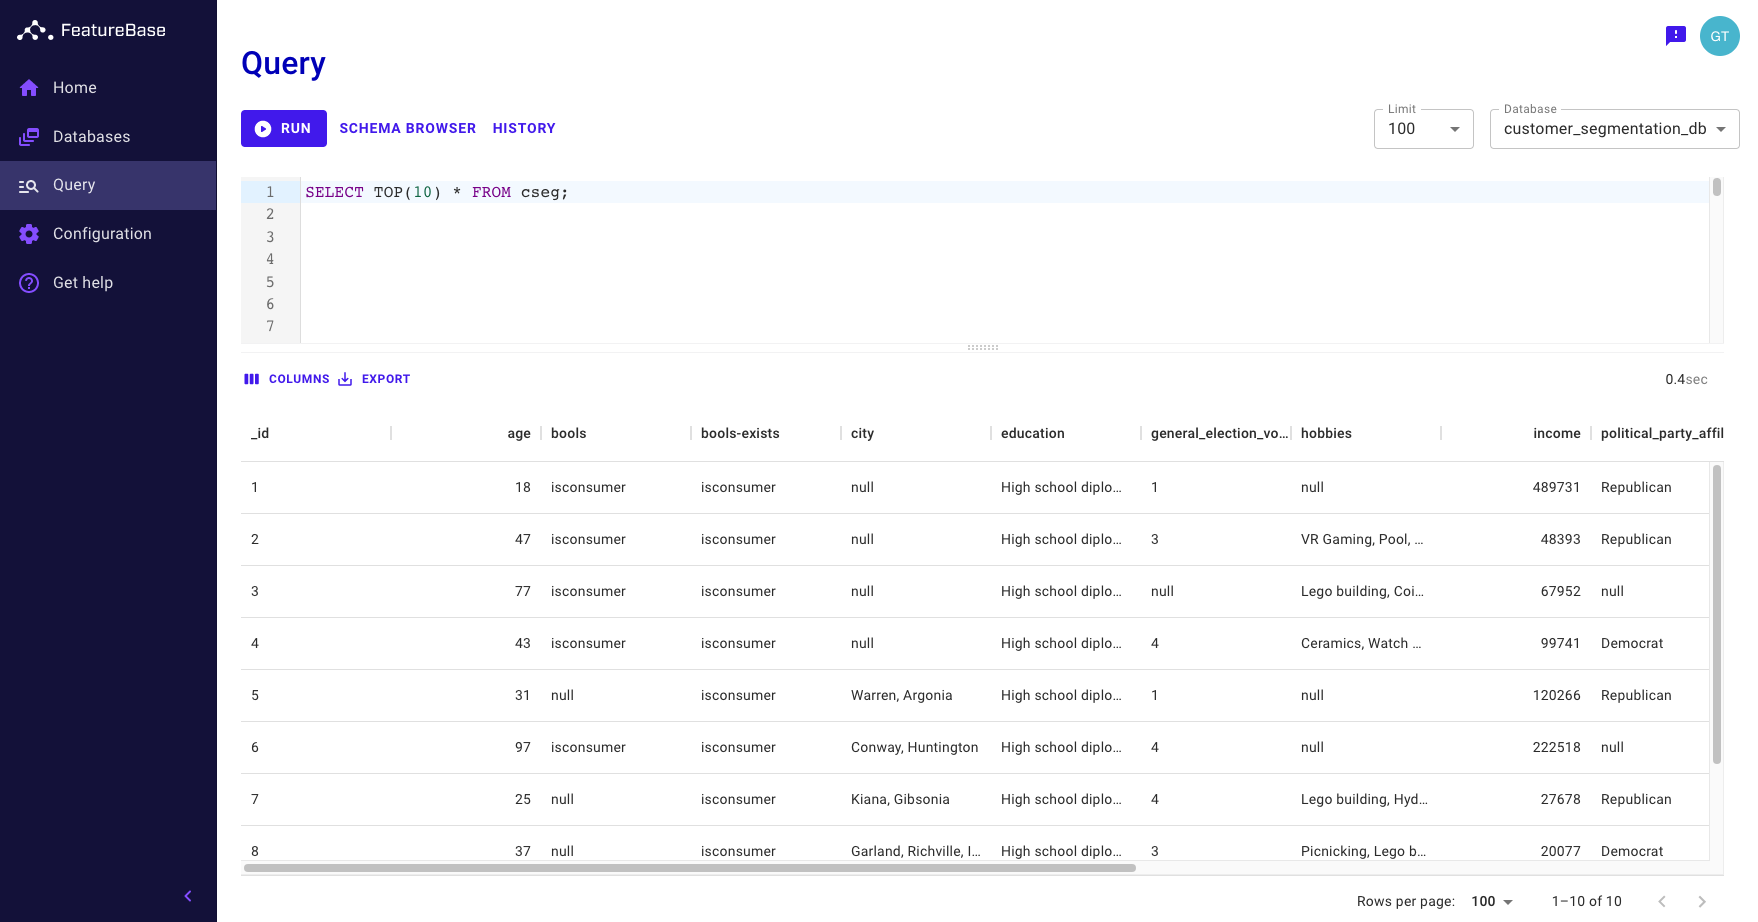 FeatureBase
Home
Databases
Query
Configuration
Get help
GT
Query
RUN SCHEMA BROWSER HISTORY
Limit
100
Database
customer_segmentation_db
1 SELECT TOP(10) * FROM cseg;
2
3
4
5
6
7
COLUMNS EXPORT 0.4sec
_id age bools bools-exists city education general_election_vo... hobbies income political_party_affil
1 18 isconsumer isconsumer null High school diplo... 1 null 489731 Republican
2 47 isconsumer isconsumer null High school diplo... 3 VR Gaming, Pool, ... 48393 Republican
3 77 isconsumer isconsumer null High school diplo... null Lego building, Coi... 67952 null
4 43 isconsumer isconsumer null High school diplo... 4 Ceramics, Watch ... 99741 Democrat
5 31 null isconsumer Warren, Argonia High school diplo... 1 null 120266 Republican
6 97 isconsumer isconsumer Conway, Huntington High school diplo... 4 null 222518 null
7 25 null isconsumer Kiana, Gibsonia High school diplo... 4 Lego building, Hyd... 27678 Republican
8 37 null isconsumer Garland, Richville, I... High school diplo... 3 Picnicking, Lego b... 20077 Democrat
Rows per page: 100 1–10 of 10